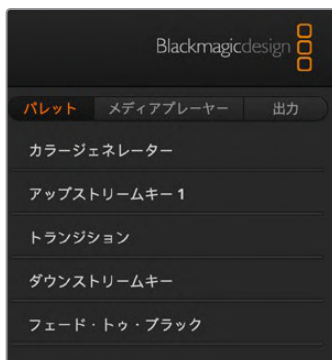 Blackmagicdesign
パレット メディアプレーヤー 出力
カラージェネレーター
アップストリームキー 1
トランジション
ダウンストリームキー
フェード・トゥ・ブラック